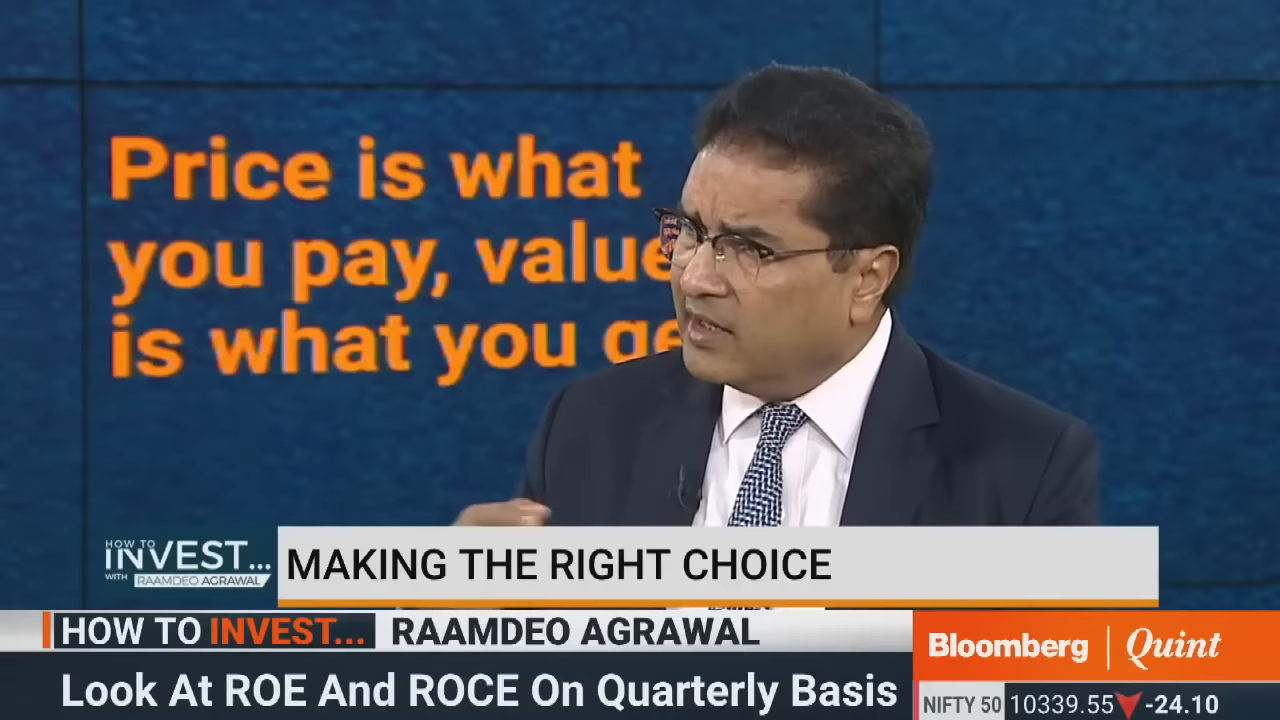 Price is what
you pay, value
is what you ge
HOW TO
INVEST...
WITH RAAMDEO AGRAWAL
MAKING THE RIGHT CHOICE
HOW TO INVEST... RAAMDEO AGRAWAL
Bloomberg | Quint
Look At ROE And ROCE On Quarterly Basis
NIFTY 50 10339.55 -24.10